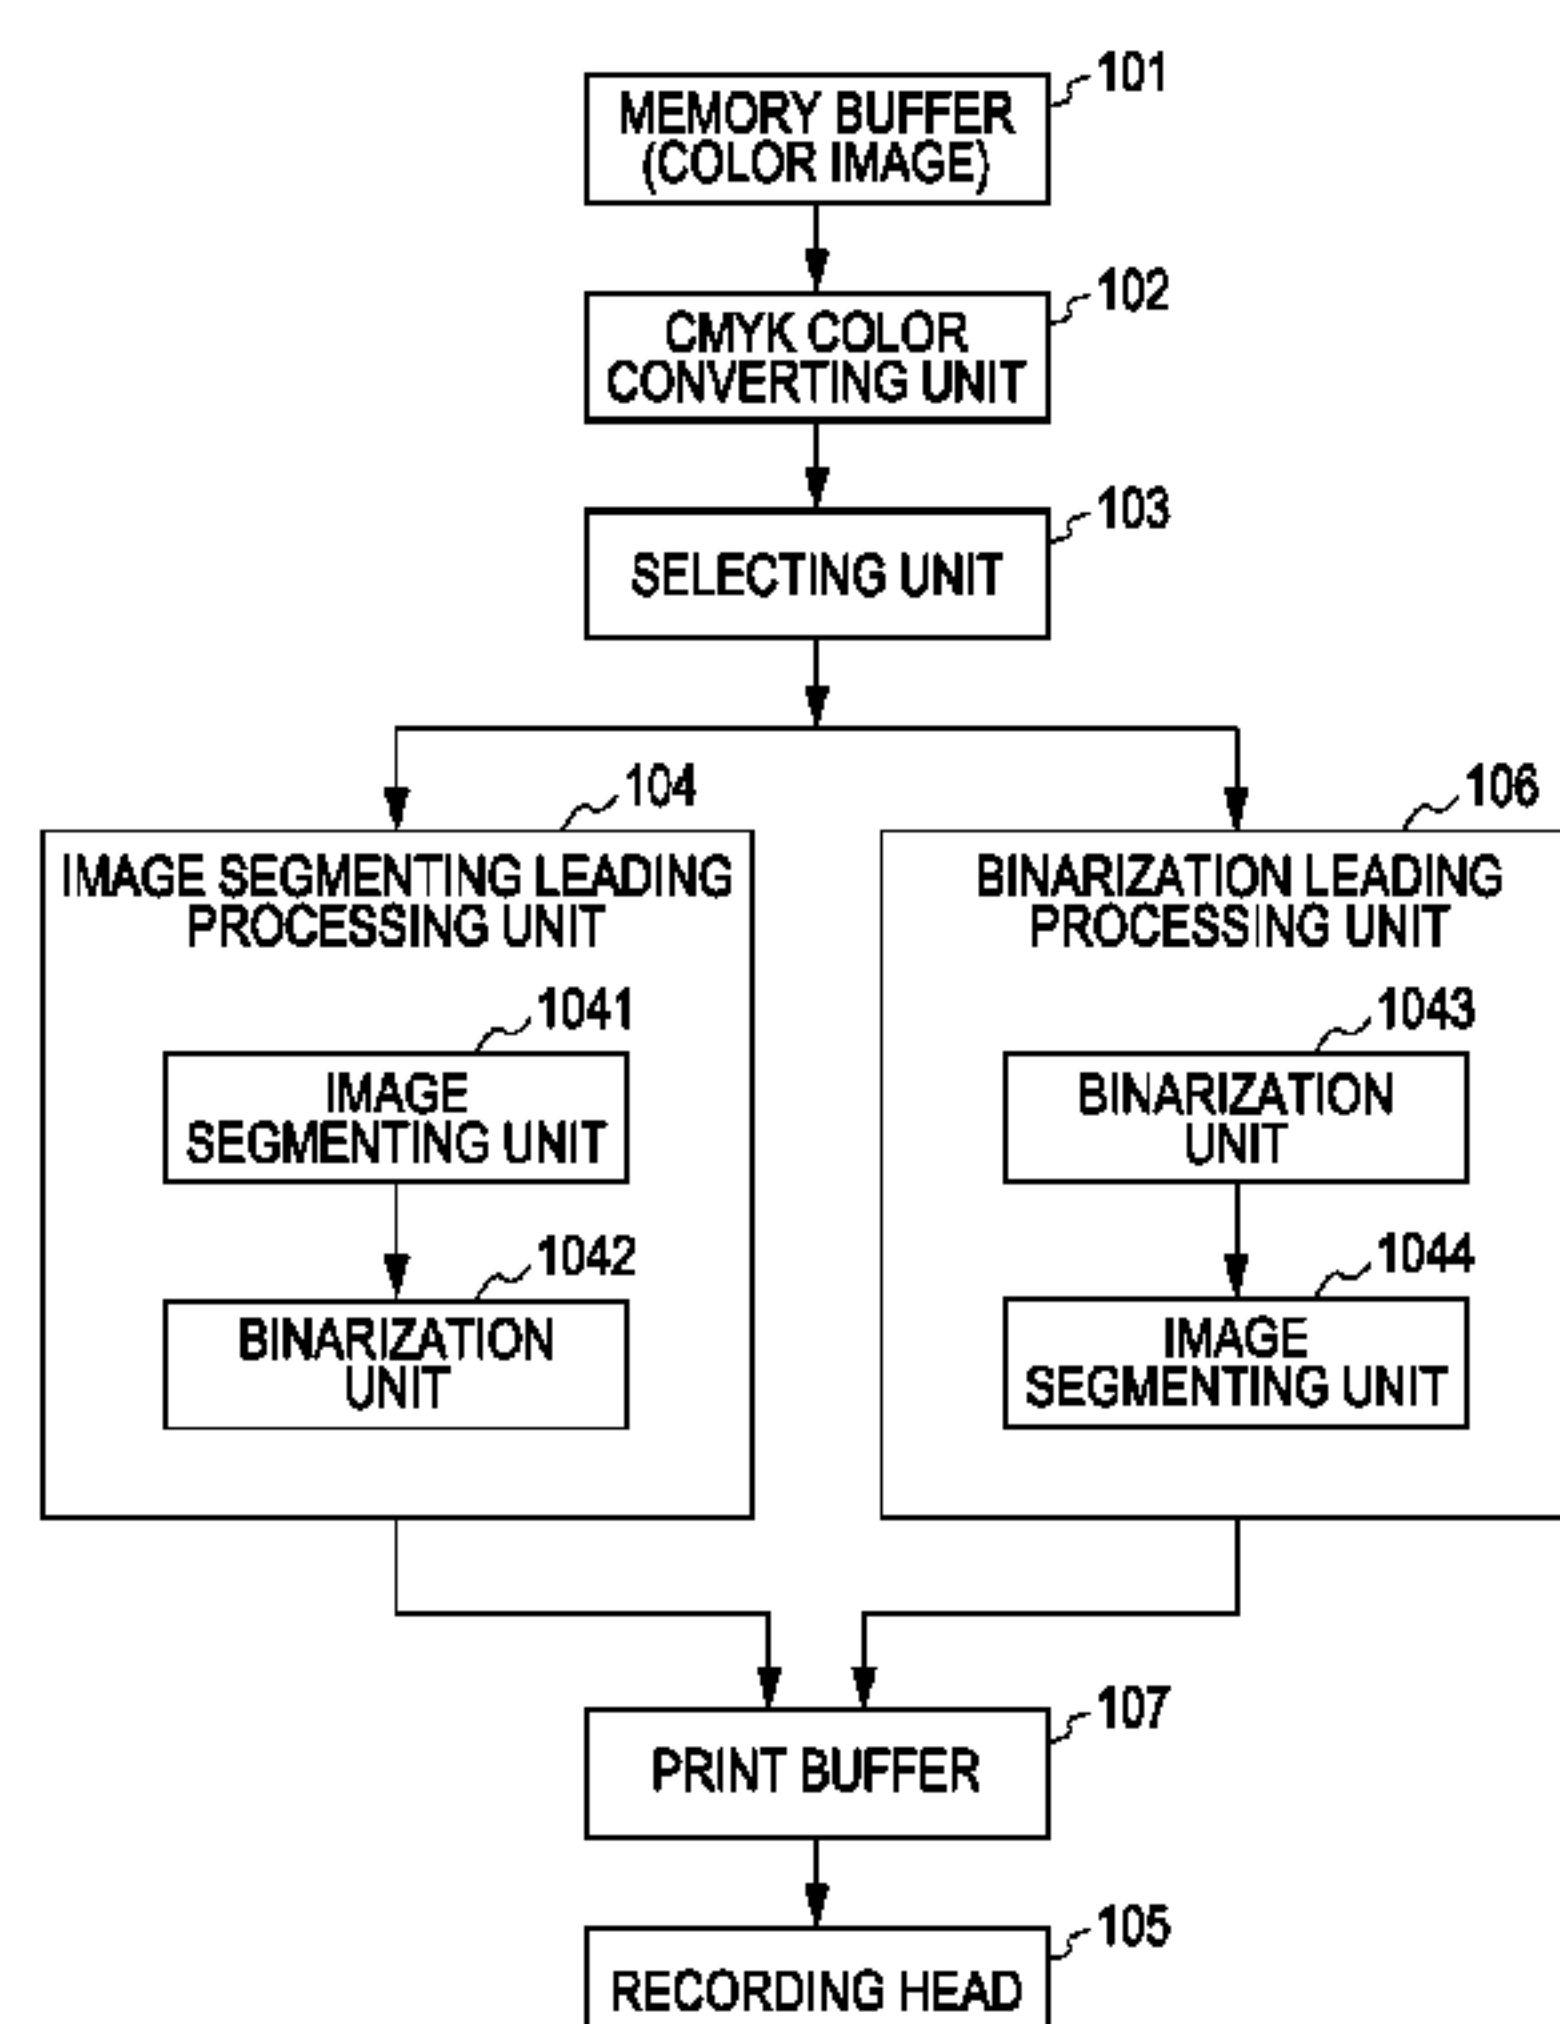 101
MEMORY BUFFER
(COLOR IMAGE)
102
CMYK COLOR
CONVERTING UNIT
103
SELECTING UNIT
104
IMAGE SEGMENTING LEADING
PROCESSING UNIT
1041
IMAGE
SEGMENTING UNIT
1042
BINARIZATION
UNIT
106
BINARIZATION LEADING
PROCESSING UNIT
1043
BINARIZATION
UNIT
1044
IMAGE
SEGMENTING UNIT
107
PRINT BUFFER
105
RECORDING HEAD